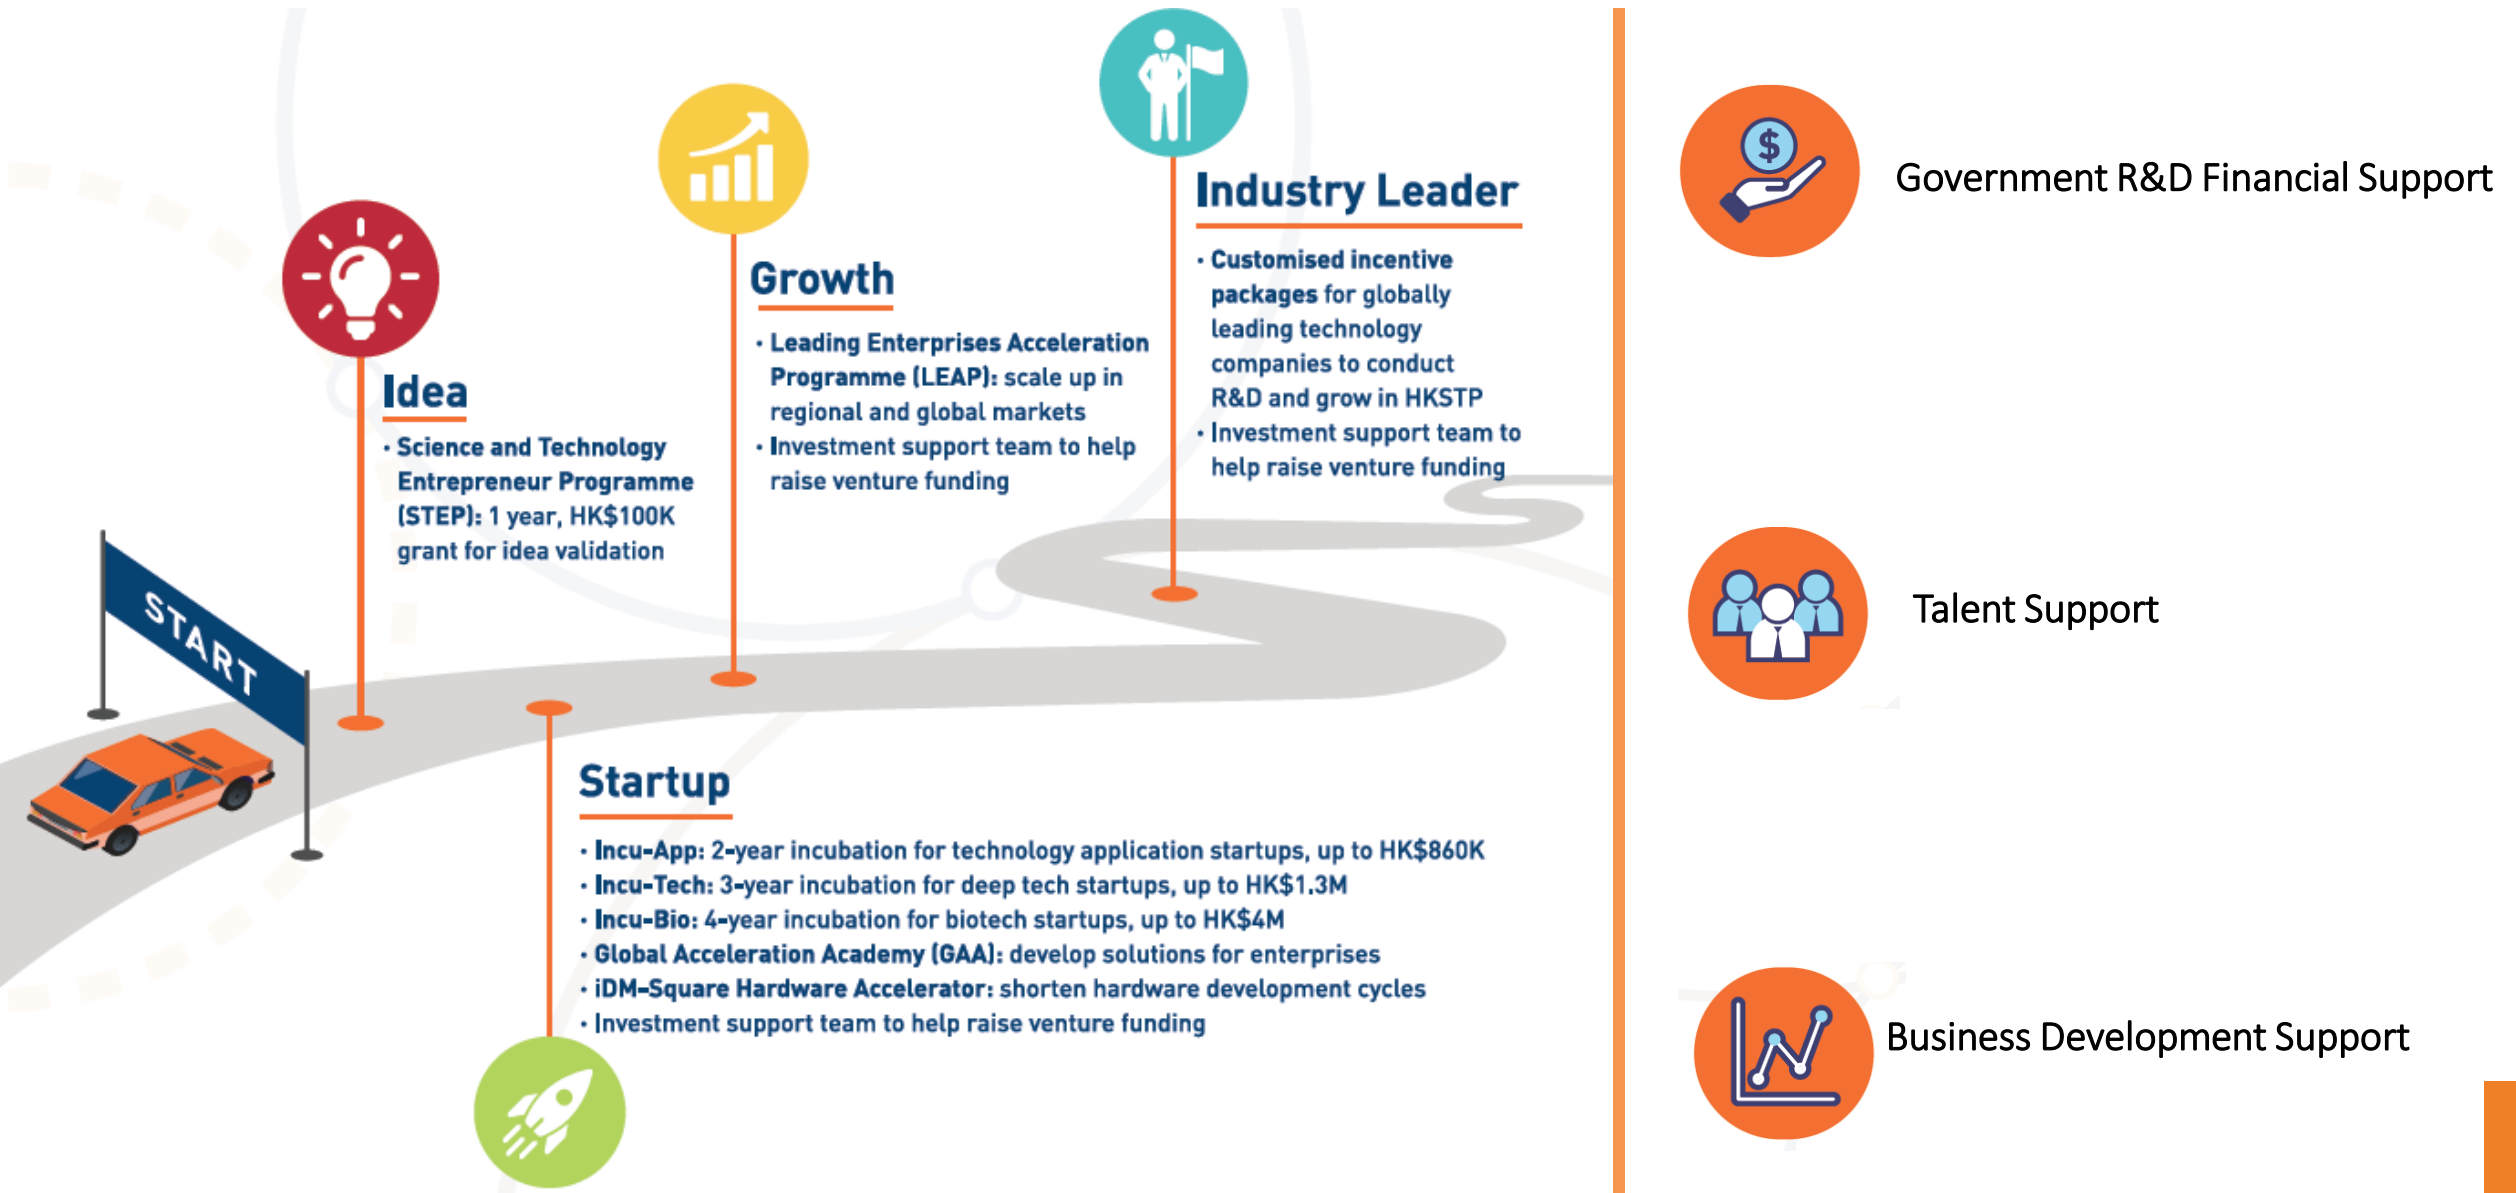 START
Idea
· Science and Technology
Entrepreneur Programme
(STEP): 1 year, HK$100K
grant for idea validation
Startup
· Incu-App: 2-year incubation for technology application startups, up to HK$860K
· Incu-Tech: 3-year incubation for deep tech startups, up to HK$1.3M
· Incu-Bio: 4-year incubation for biotech startups, up to HK$4M
· Global Acceleration Academy (GAA): develop solutions for enterprises
· iDM-Square Hardware Accelerator: shorten hardware development cycles
· Investment support team to help raise venture funding
Growth
· Leading Enterprises Acceleration
Programme (LEAP): scale up in
regional and global markets
· Investment support team to help
raise venture funding
Industry Leader
· Customised incentive
packages for globally
leading technology
companies to conduct
R&D and grow in HKSTP
· Investment support team to
help raise venture funding
$
Government R&D Financial Support
Talent Support
Business Development Support